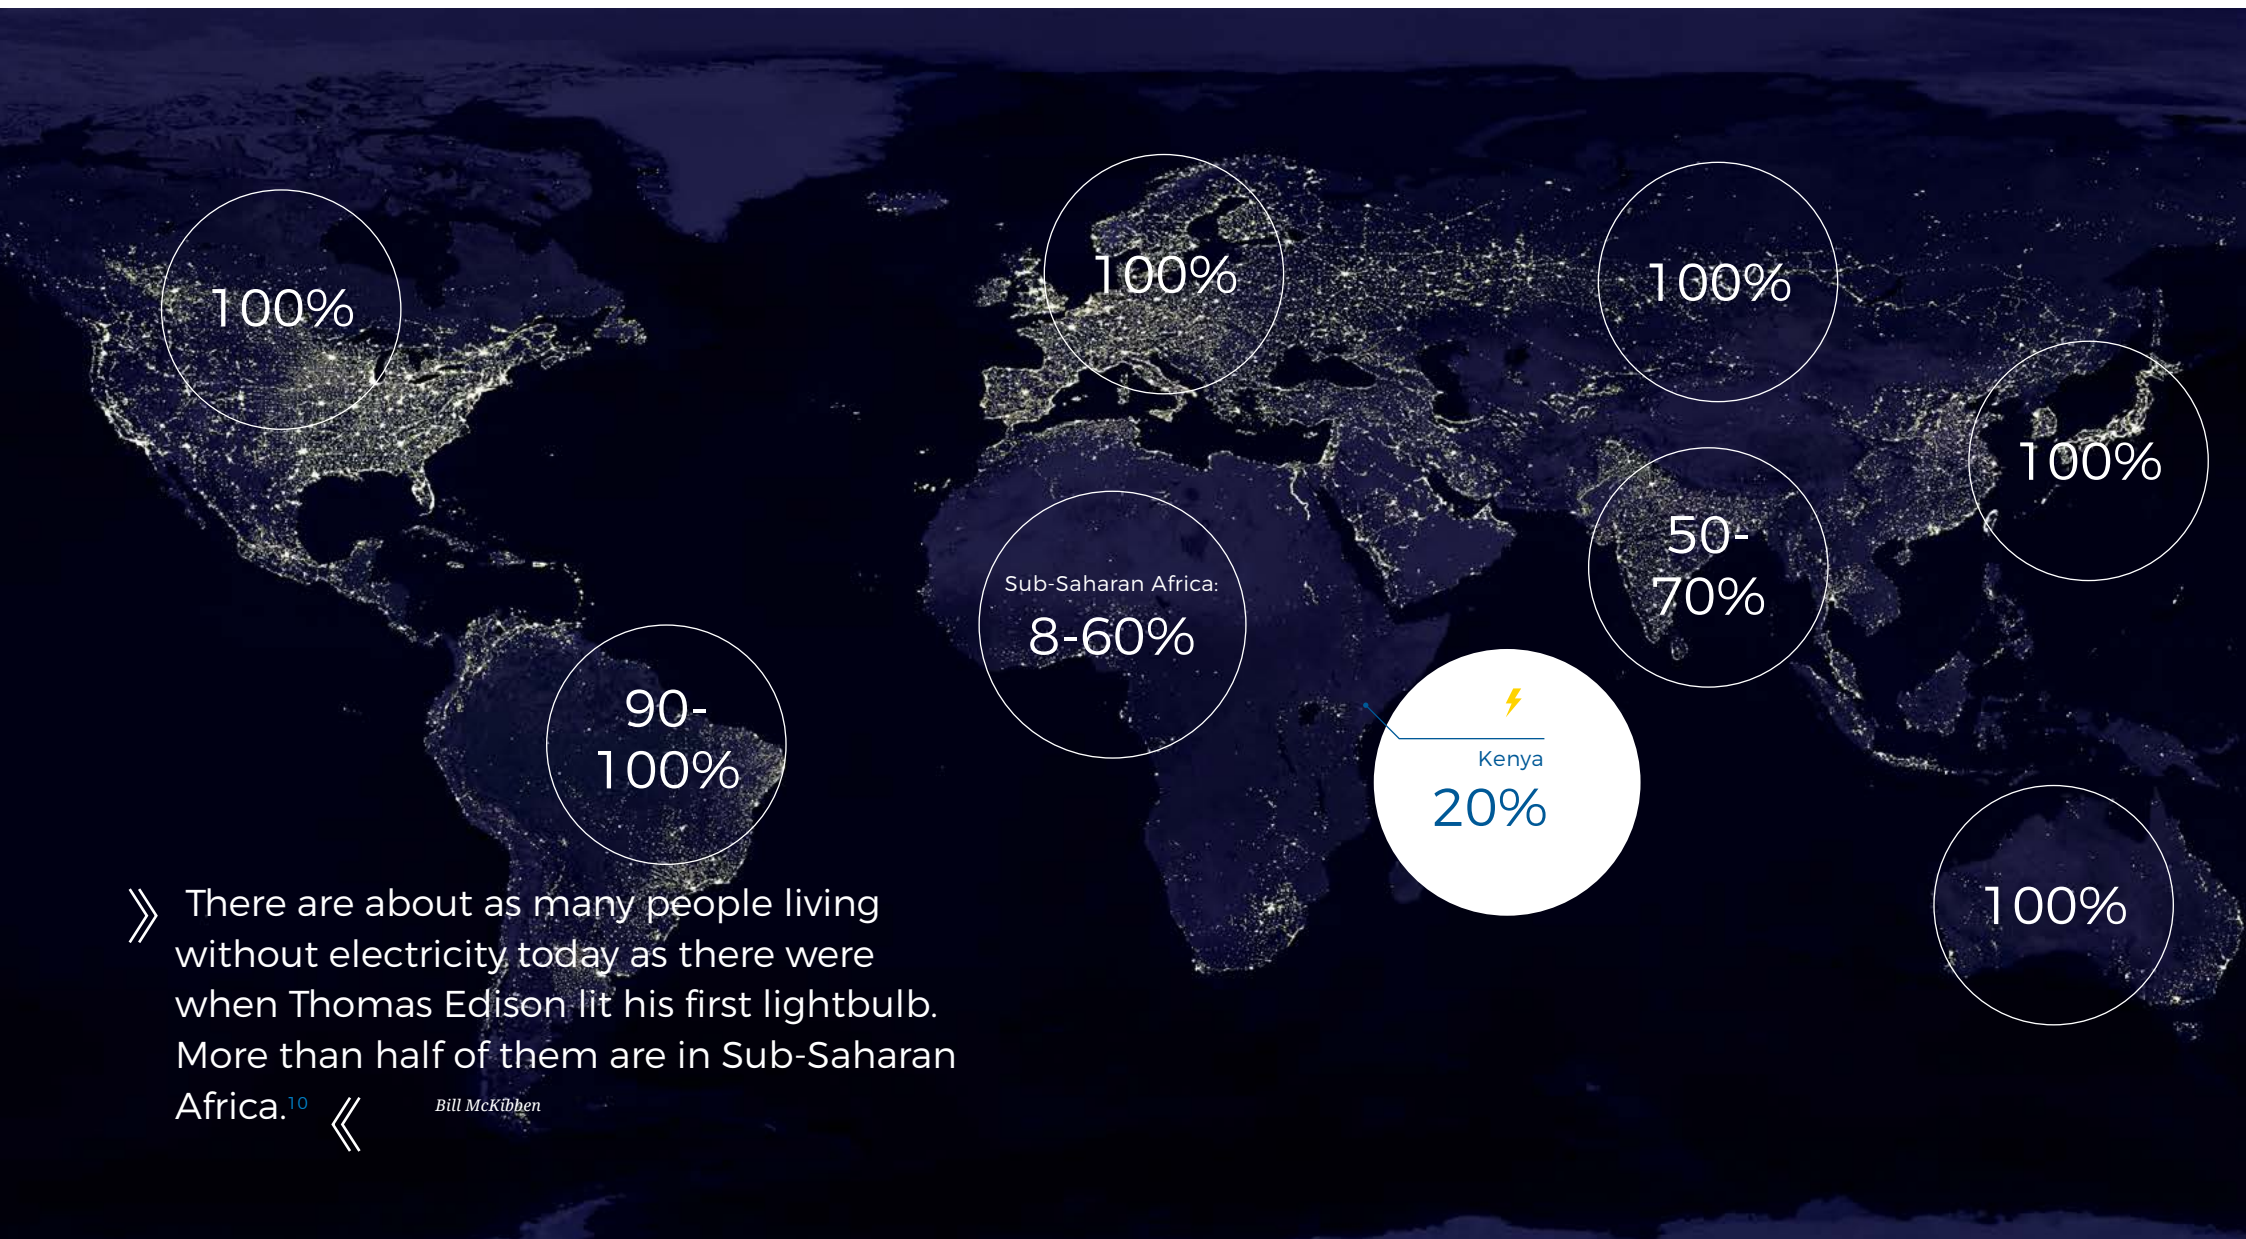 100%
100%
100%
100%
50-
70%
Sub-Saharan Africa:
8-60%
90-
100%
Kenya
20%
100%
» There are about as many people living
without electricity today as there were
when Thomas Edison lit his first lightbulb.
More than half of them are in Sub-Saharan
Africa.10 «
Bill McKibben